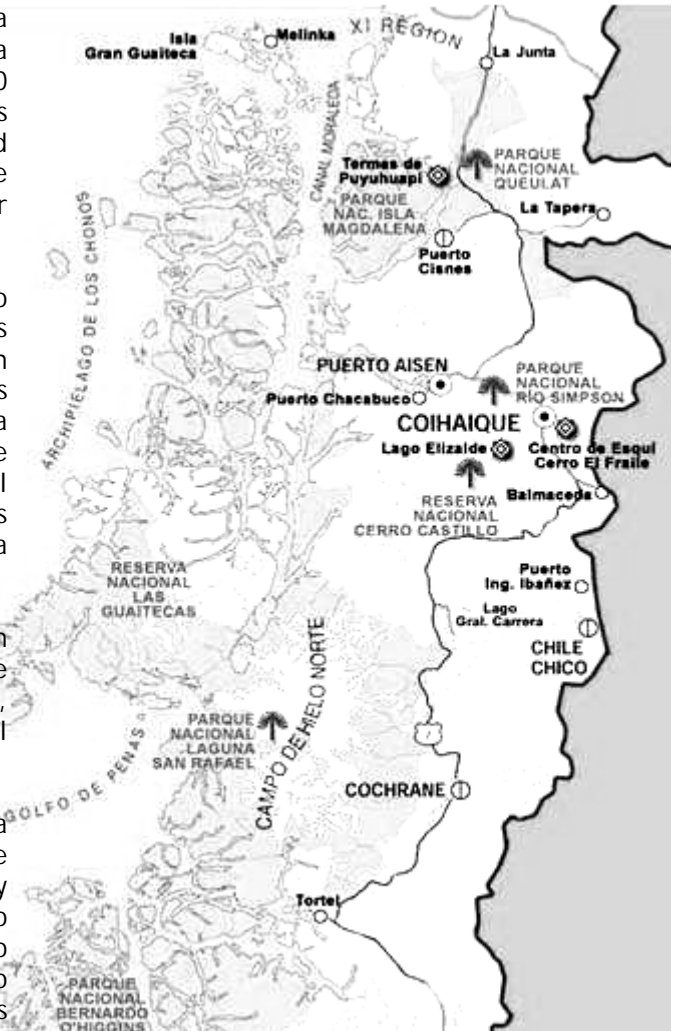 a
a
0
s
d
e
r
o
s
n
s
a
e
l
s
a
n
e
,
l
a
e
y
o
o
o
s
Isla
Gran Guaiteca
Melinka
XI REGION
La Junta
CANAL MORALEDA
Termas de
Puyuhuapi
PARQUE
NACIONAL
QUEULAT
PARQUE
NAC. ISLA
MAGDALENA
La Tapera
Puerto
Cisnes
ARCHIPIELAGO DE LOS CHONOS
PUERTO AISEN
Puerto Chacabuco
PARQUE
NACIONAL
RÍO SIMPSON
COIHAIQUE
Lago Elizalde
Centro de Esquí
Cerro El Fraile
RESERVA
NACIONAL
CERRO CASTILLO
Balmaceda
RESERVA
NACIONAL
LAS
GUAITECAS
Puerto
Ing. Ibañez
Lago
Gral. Carrera
CHILE
CHICO
PARQUE
NACIONAL
LAGUNA
SAN RAFAEL
CAMPO DE HIELO NORTE
GOLFO DE PENAS
COCHRANE
7
Tortel
PARQUE
NACIONAL
BERNARDO
O'HIGGINS